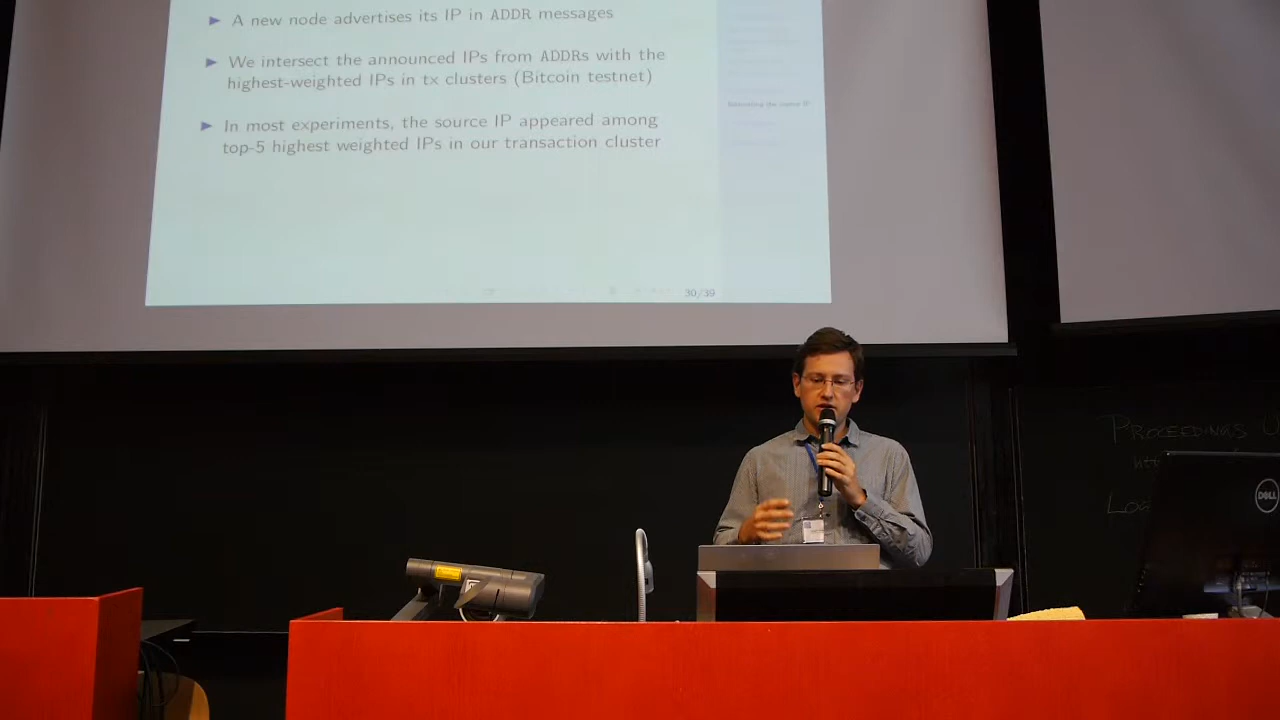 A new node advertises its IP in ADDR messages
We intersect the announced IPs from ADDRs with the
highest-weighted IPs in tx clusters (Bitcoin testnet)
In most experiments, the source IP appeared among
top-5 highest weighted IPs in our transaction cluster
30/39
PROCEEDINGS
DELL